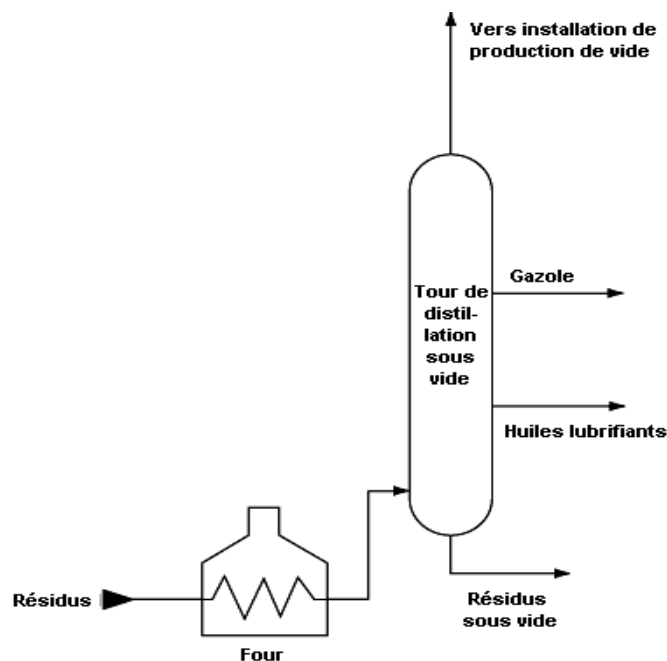 Vers installation de
production de vide
Gazole
Tour de
distil-
lation
sous
vide
Huiles lubrifiants
Résidus
Résidus
sous vide
Four